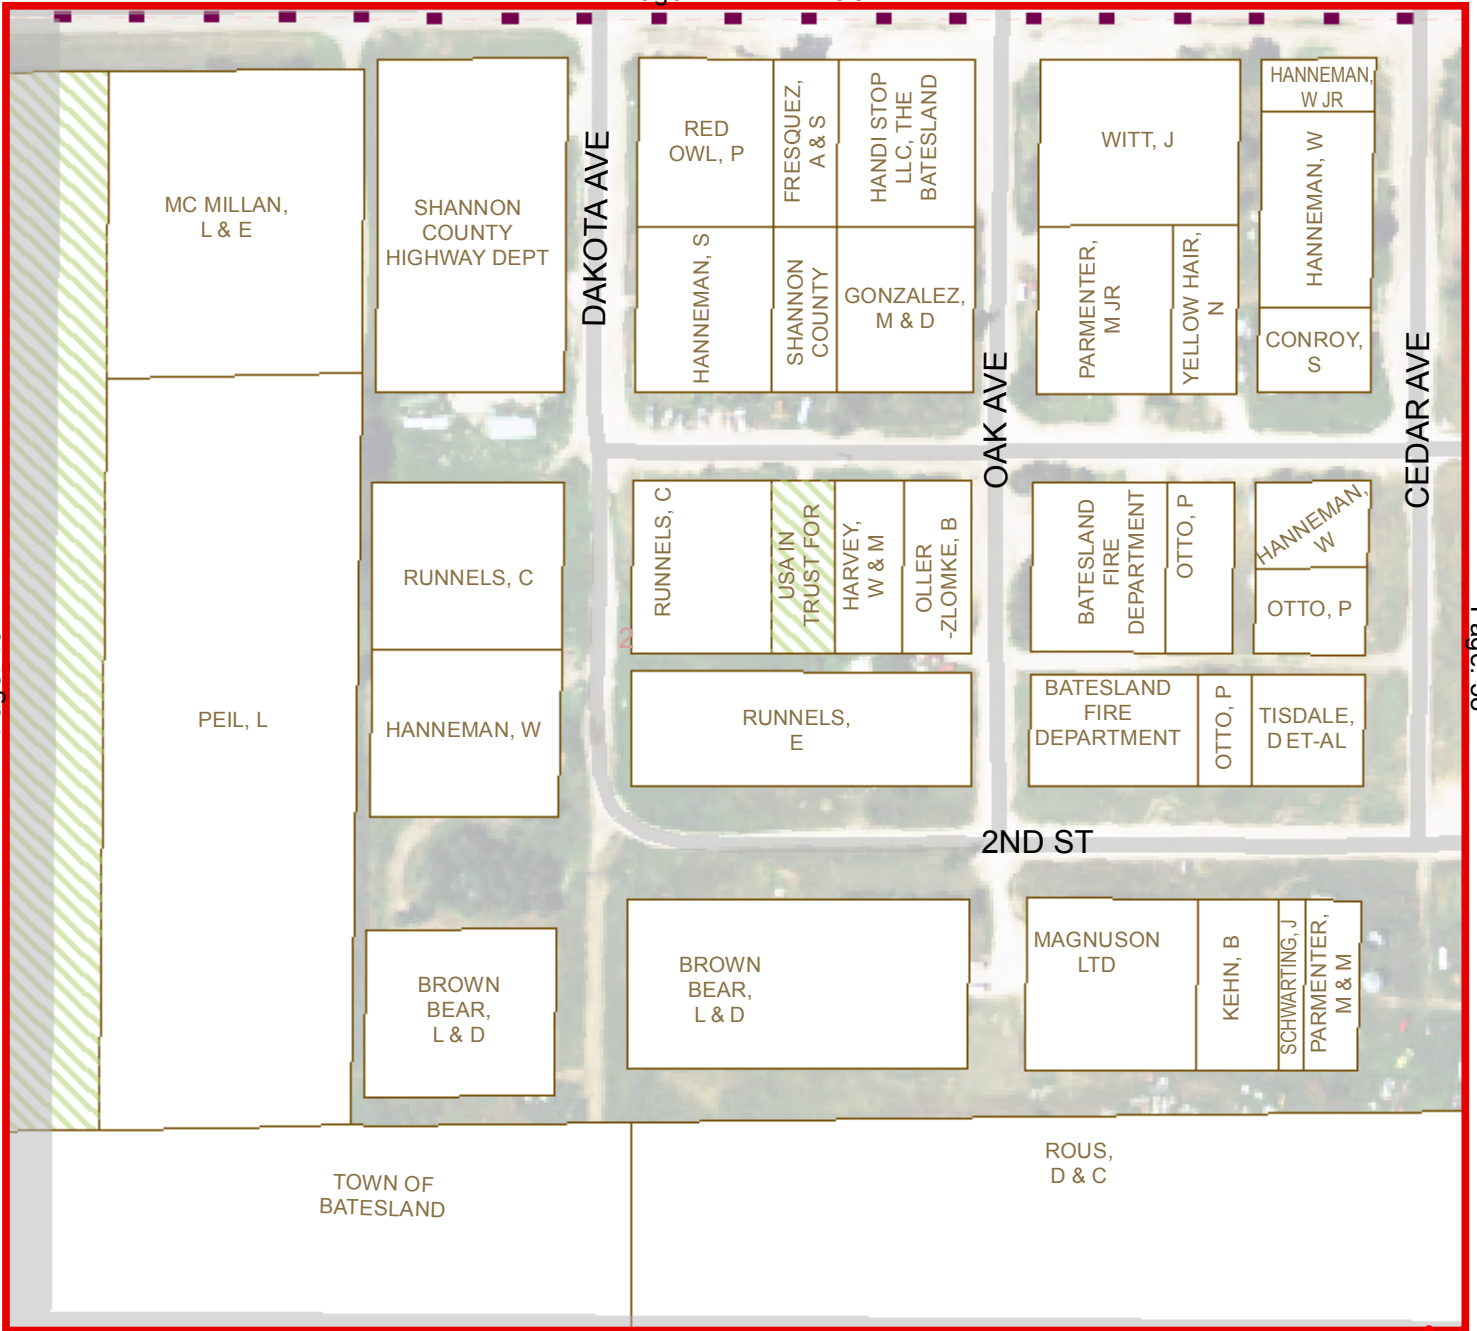 MC MILLAN,
L & E
SHANNON
COUNTY
HIGHWAY DEPT
DAKOTA AVE
RED
OWL, P
FRESQUEZ,
A & S
HANDI STOP
LLC, THE
BATESLAND
HANNEMAN, S
SHANNON
COUNTY
GONZALEZ,
M & D
OAK AVE
WITT, J
PARMENTER,
M JR
YELLOW HAIR,
N
HANNEMAN,
W JR
HANNEMAN, W
CONROY,
S
CEDAR AVE
PEIL, L
RUNNELS, C
HANNEMAN, W
RUNNELS, C
USA IN
TRUST FOR
HARVEY,
W & M
OLLER
-ZLOMKE, B
2
RUNNELS,
E
BATESLAND
FIRE
DEPARTMENT
OTTO, P
HANNEMAN,
W
OTTO, P
BATESLAND
FIRE
DEPARTMENT
OTTO, P
TISDALE,
D ET-AL
2ND ST
BROWN
BEAR,
L & D
BROWN
BEAR,
L & D
MAGNUSON
LTD
KEHN, B
SCHWARTING, J
PARMENTER,
M & M
TOWN OF
BATESLAND
ROUS,
D & C